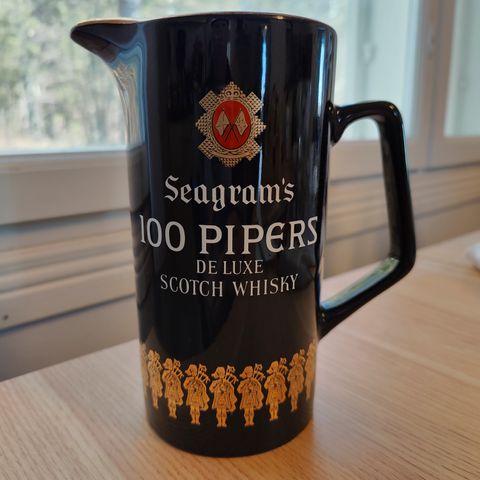 Seagram's
100 PIPERS
DE LUXE
SCOTCH WHISKY